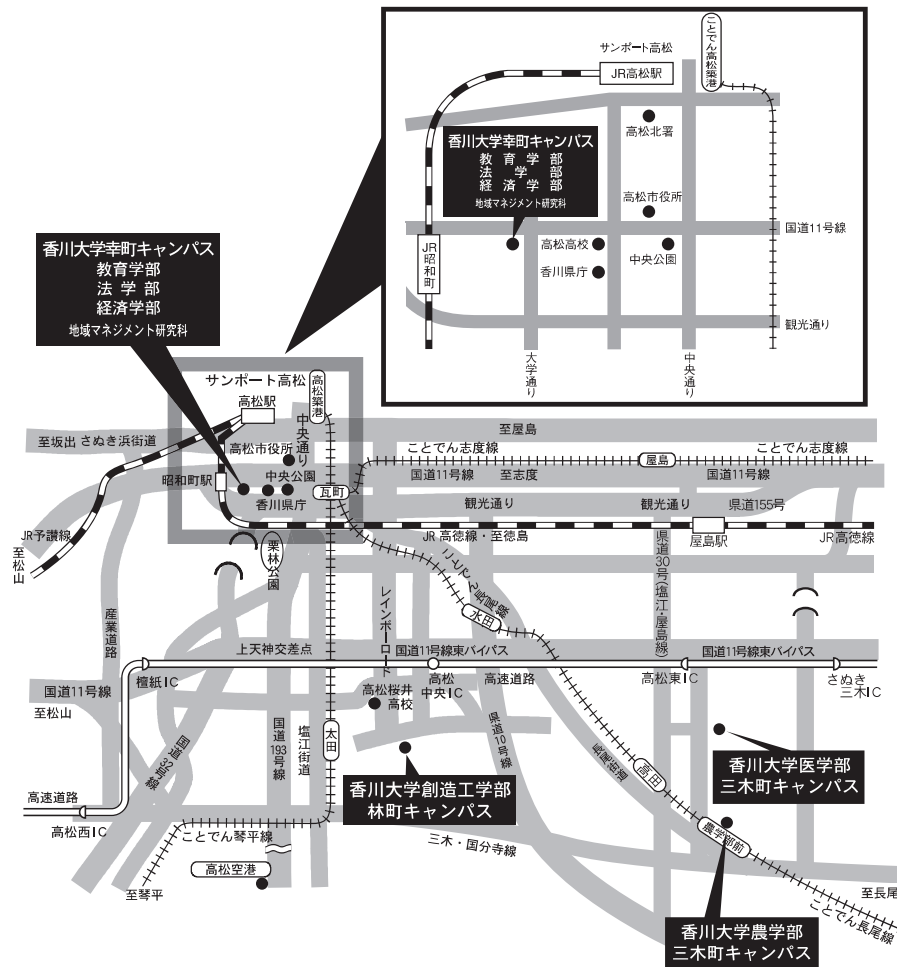 サンポート高松
JR高松駅
ことでん高松築港
高松北署
香川大学幸町キャンパス
教育学部
法学部
経済学部
地域マネジメント研究科
高松市役所
国道11号線
JR昭和町
高松高校
中央公園
香川県庁
観光通り
大学通り
中央通り
香川大学幸町キャンパス
教育学部
法学部
経済学部
地域マネジメント研究科
サンポート高松
高松築港
高松駅
中央通り
至坂出 さぬき浜街道
至屋島
高松市役所
ことでん志度線
ことでん志度線
屋島
中央公園
国道11号線
至志度
国道11号線
昭和町駅
瓦町
香川県庁
観光通り
観光通り
県道155号
JR予讃線
JR高徳線・至徳島
屋島駅
JR高徳線
至松山
栗林公園
ことでん長尾線
県道30号(塩江・屋島線)
産業道路
レインボーロード
水田
上天神交差点
国道11号線東バイパス
国道11号線東バイパス
檀紙IC
高松中央IC
高速道路
高松東IC
さぬき三木IC
国道11号線
至松山
高松桜井高校
国道32号線
国道193号線
塩江街道
太田
県道10号線
長尾街道
高田
香川大学医学部
三木町キャンパス
香川大学創造工学部
林町キャンパス
高速道路
高松西IC
ことでん琴平線
三木・国分寺線
農学部前
高松空港
至琴平
至長尾
ことでん長尾線
香川大学農学部
三木町キャンパス